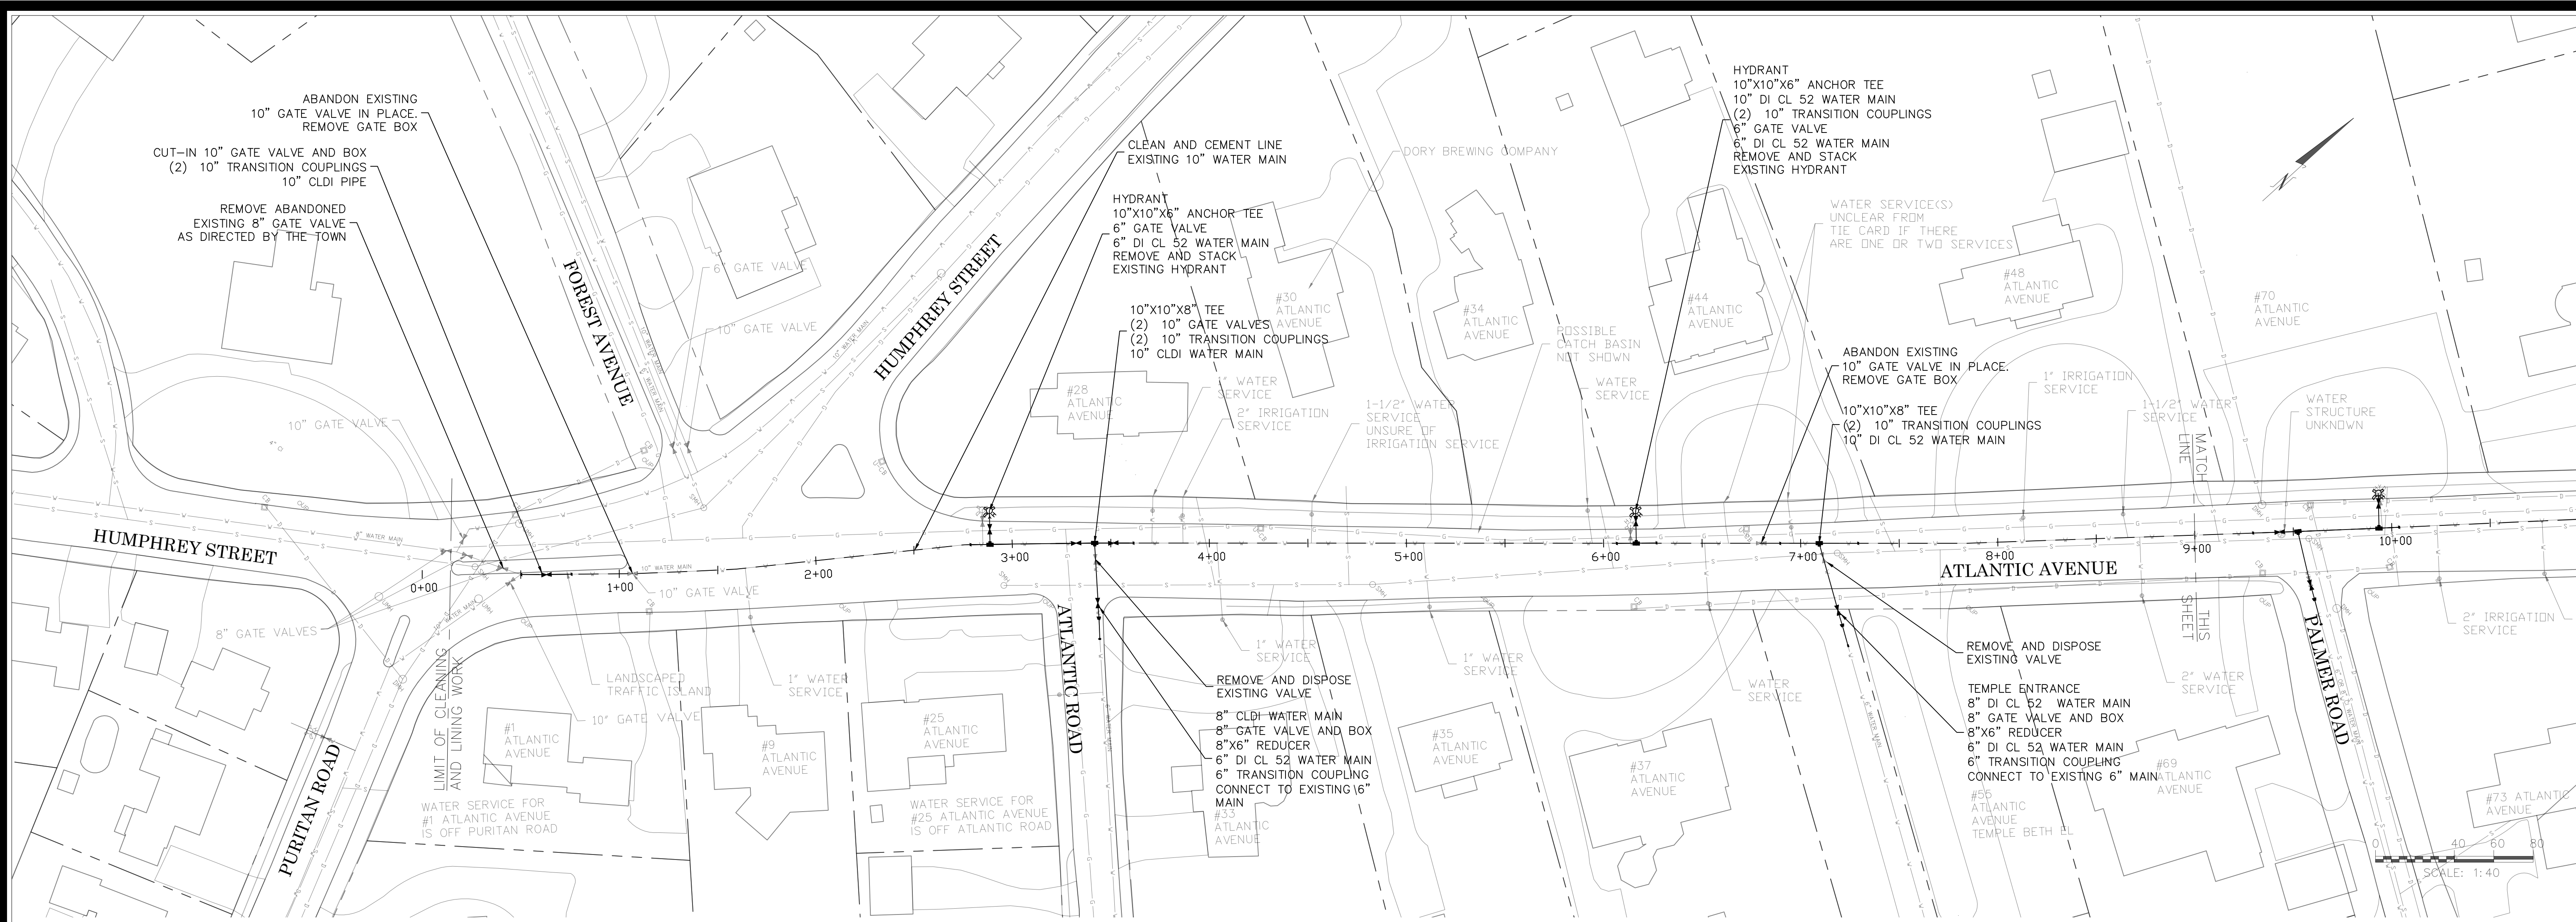 ABANDON EXISTING
10" GATE VALVE IN PLACE.
REMOVE GATE BOX
CUT-IN 10" GATE VALVE AND BOX
(2) 10" TRANSITION COUPLINGS
10" CLDI PIPE
REMOVE ABANDONED
EXISTING 8" GATE VALVE
AS DIRECTED BY THE TOWN
FOREST AVENUE
6" GATE VALVE
10" GATE VALVE
HUMPHREY STREET
10" WATER MAIN
10" WATER MAIN
CLEAN AND CEMENT LINE
EXISTING 10" WATER MAIN
HYDRANT
10"X10"X6" ANCHOR TEE
6" GATE VALVE
6" DI CL 52 WATER MAIN
REMOVE AND STACK
EXISTING HYDRANT
10"X10"X8" TEE
(2) 10" GATE VALVES
(2) 10" TRANSITION COUPLINGS
10" CLDI WATER MAIN
DORY BREWING COMPANY
#30
ATLANTIC
AVENUE
#28
ATLANTIC
AVENUE
1" WATER
SERVICE
2" IRRIGATION
SERVICE
1-1/2" WATER
SERVICE
UNSURE OF
IRRIGATION SERVICE
#34
ATLANTIC
AVENUE
POSSIBLE
CATCH BASIN
NOT SHOWN
WATER
SERVICE
HYDRANT
10"X10"X6" ANCHOR TEE
10" DI CL 52 WATER MAIN
(2) 10" TRANSITION COUPLINGS
6" GATE VALVE
6" DI CL 52 WATER MAIN
REMOVE AND STACK
EXISTING HYDRANT
#44
ATLANTIC
AVENUE
WATER SERVICE(S)
UNCLEAR FROM
TIE CARD IF THERE
ARE ONE OR TWO SERVICES
#48
ATLANTIC
AVENUE
ABANDON EXISTING
10" GATE VALVE IN PLACE.
REMOVE GATE BOX
10"X10"X8" TEE
(2) 10" TRANSITION COUPLINGS
10" DI CL 52 WATER MAIN
1" IRRIGATION
SERVICE
1-1/2" WATER
SERVICE
#70
ATLANTIC
AVENUE
WATER
STRUCTURE
UNKNOWN
N
MATCH
LINE
THIS
SHEET
10" GATE VALVE
HUMPHREY STREET
8" WATER MAIN
0+00
1+00
10" WATER MAIN
2+00
3+00
4+00
5+00
6+00
7+00
8+00
9+00
10+00
ATLANTIC AVENUE
8" GATE VALVES
10" WATER MAIN
10" GATE VALVE
LIMIT OF CLEANING
AND LINING WORK
PURITAN ROAD
LANDSCAPED
TRAFFIC ISLAND
10" GATE VALVE
1" WATER
SERVICE
#1
ATLANTIC
AVENUE
WATER SERVICE FOR
#1 ATLANTIC AVENUE
IS OFF PURITAN ROAD
#9
ATLANTIC
AVENUE
#25
ATLANTIC
AVENUE
WATER SERVICE FOR
#25 ATLANTIC AVENUE
IS OFF ATLANTIC ROAD
ATLANTIC ROAD
1" WATER
SERVICE
REMOVE AND DISPOSE
EXISTING VALVE
8" CLDI WATER MAIN
8" GATE VALVE AND BOX
8"X6" REDUCER
6" DI CL 52 WATER MAIN
6" TRANSITION COUPLING
CONNECT TO EXISTING 6"
MAIN
#33
ATLANTIC
AVENUE
1" WATER
SERVICE
#35
ATLANTIC
AVENUE
#37
ATLANTIC
AVENUE
WATER
SERVICE
6" WATER MAIN
REMOVE AND DISPOSE
EXISTING VALVE
TEMPLE ENTRANCE
8" DI CL 52 WATER MAIN
8" GATE VALVE AND BOX
8"X6" REDUCER
6" DI CL 52 WATER MAIN
6" TRANSITION COUPLING
CONNECT TO EXISTING 6" MAIN
#55
ATLANTIC
AVENUE
TEMPLE BETH EL
2" WATER
SERVICE
#69
ATLANTIC
AVENUE
PALMER ROAD
2" IRRIGATION
SERVICE
#73 ATLANTIC
AVENUE
0 40 60 80
SCALE: 1:40